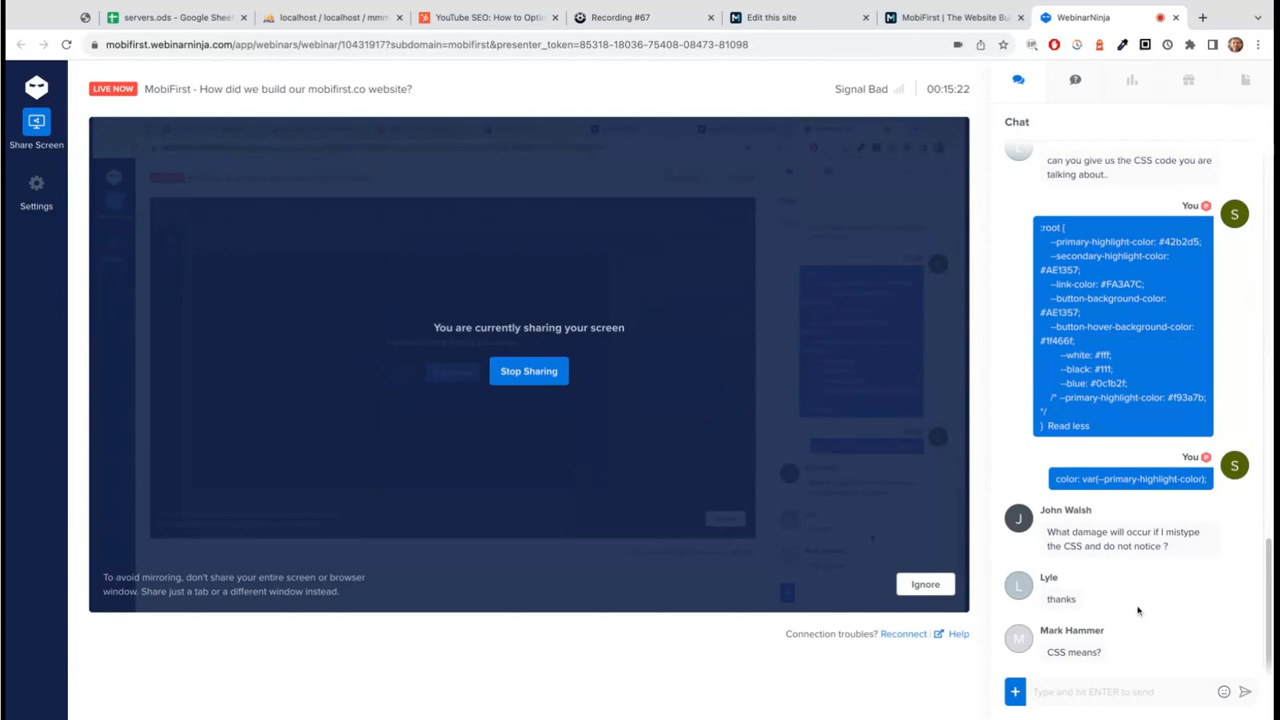 servers.ods - Google Sheet
localhost / localhost / mmm
YouTube SEO: How to Optin
Recording #67
Edit this site
MobiFirst | The Website Bu
WebinarNinja
mobifirst.webinarninja.com/app/webinars/webinar/10431917?subdomain=mobifirst&presenter_token=85318-18036-75408-08473-81098
Share Screen
Settings
LIVE NOW MobiFirst - How did we build our mobifirst.co website?
Signal Bad 00:15:22
You are currently sharing your screen
Stop Sharing
To avoid mirroring, don't share your entire screen or browser
window. Share just a tab or a different window instead.
Ignore
Connection troubles? Reconnect Help
Chat
L
can you give us the CSS code you are
talking about..
You P
S
:root {
--primary-highlight-color: #42b2d5;
--secondary-highlight-color:
#AE1357;
--link-color: #FA3A7C;
--button-background-color:
#AE1357;
--button-hover-background-color:
#1f466f;
--white: #fff;
--black: #111;
--blue: #0c1b2f;
/* --primary-highlight-color: #f93a7b;
*/
} Read less
You P
S
color: var(--primary-highlight-color);
John Walsh
J
What damage will occur if I mistype
the CSS and do not notice ?
Lyle
L
thanks
Mark Hammer
M
CSS means?
+ Type and hit ENTER to send